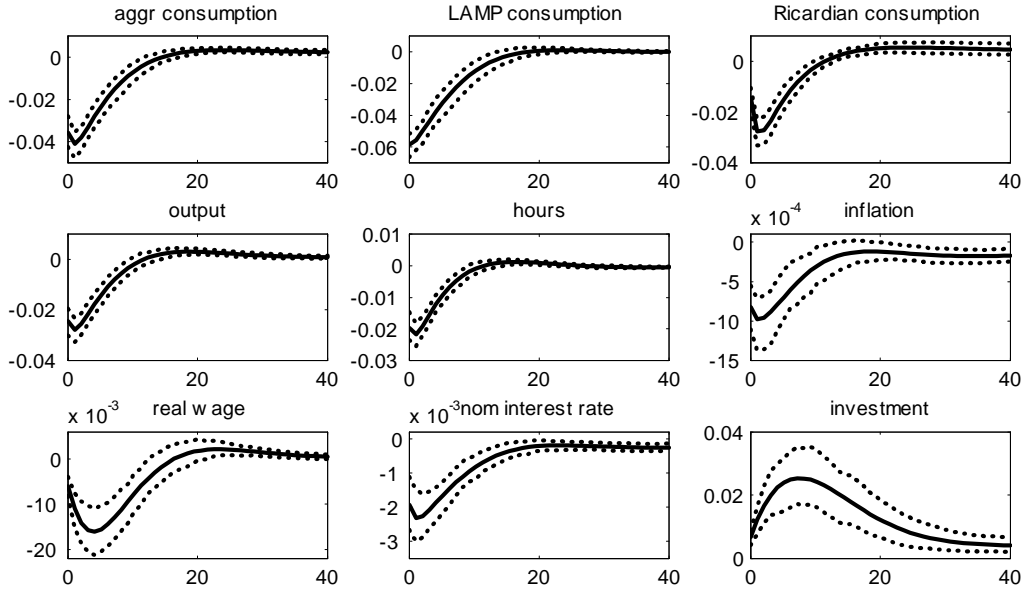 aggr consumption LAMP consumption Ricardian consumption
0 0 0
-0.02 -0.02 -0.02
-0.04 -0.04
-0.06 -0.04
0 20 40 0 20 40 0 20 40
output hours x 10^-4 inflation
0 0.01 0
-0.02 0 -5
-0.01 -10
-0.02
-0.04 -0.03 -15
0 20 40 0 20 40 0 20 40
x 10^-3 real w age x 10^-3 nom interest rate investment
0 0 0.04
-10 -1 0.02
-2
-20 -3 0
0 20 40 0 20 40 0 20 40